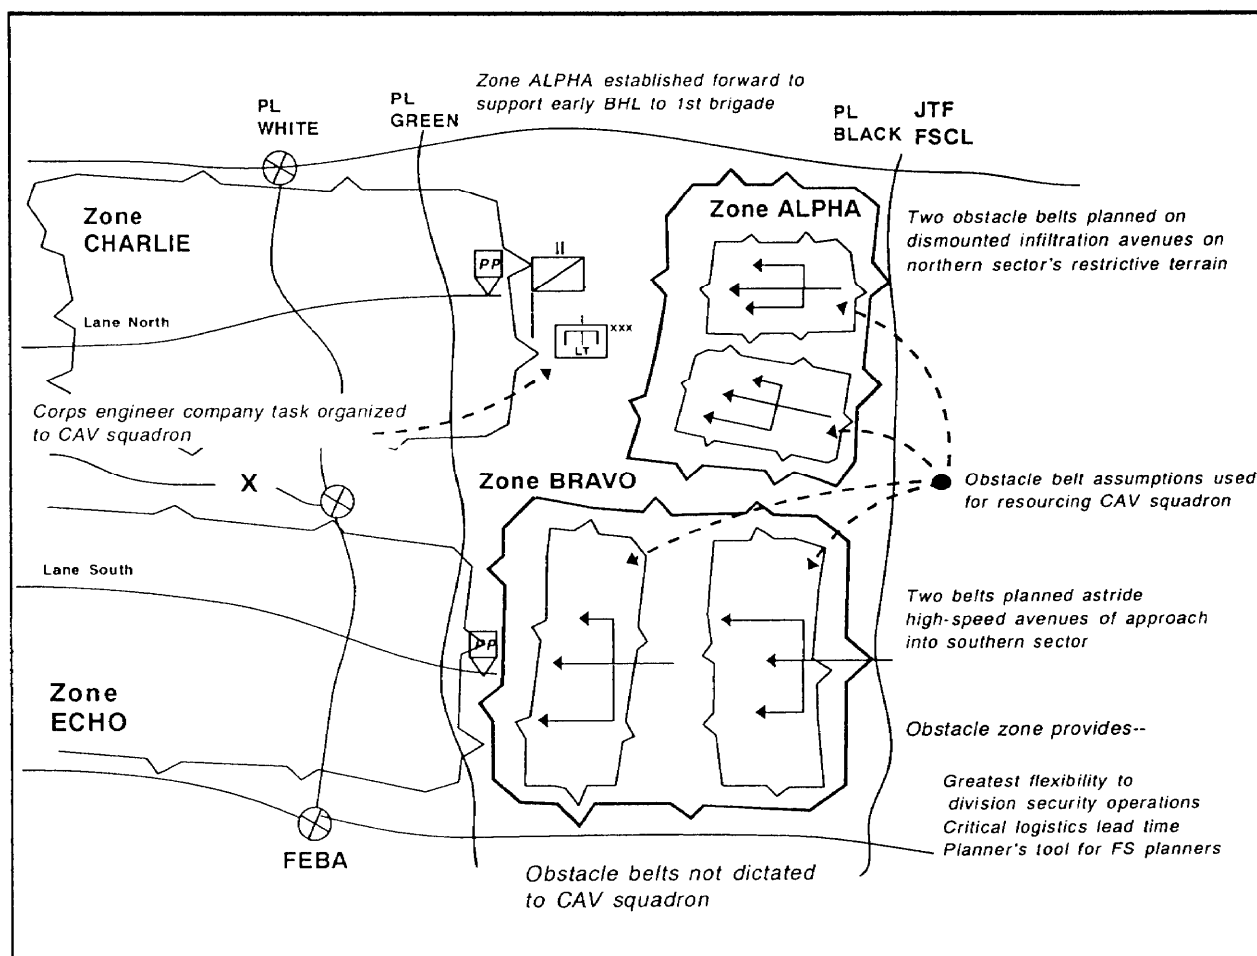 Zone ALPHA established forward to
support early BHL to 1st brigade
PL
WHITE
PL
GREEN
PL
BLACK
JTF
FSCL
Zone
CHARLIE
Zone ALPHA
Two obstacle belts planned on
dismounted infiltration avenues on
northern sector's restrictive terrain
PP
II
Lane North
I
xxx
LT
Corps engineer company task organized
to CAV squadron
X
Zone BRAVO
Obstacle belt assumptions used
for resourcing CAV squadron
Lane South
Two belts planned astride
high-speed avenues of approach
into southern sector
PP
Zone
ECHO
Obstacle zone provides--
Greatest flexibility to
division security operations
Critical logistics lead time
Planner's tool for FS planners
FEBA
Obstacle belts not dictated
to CAV squadron